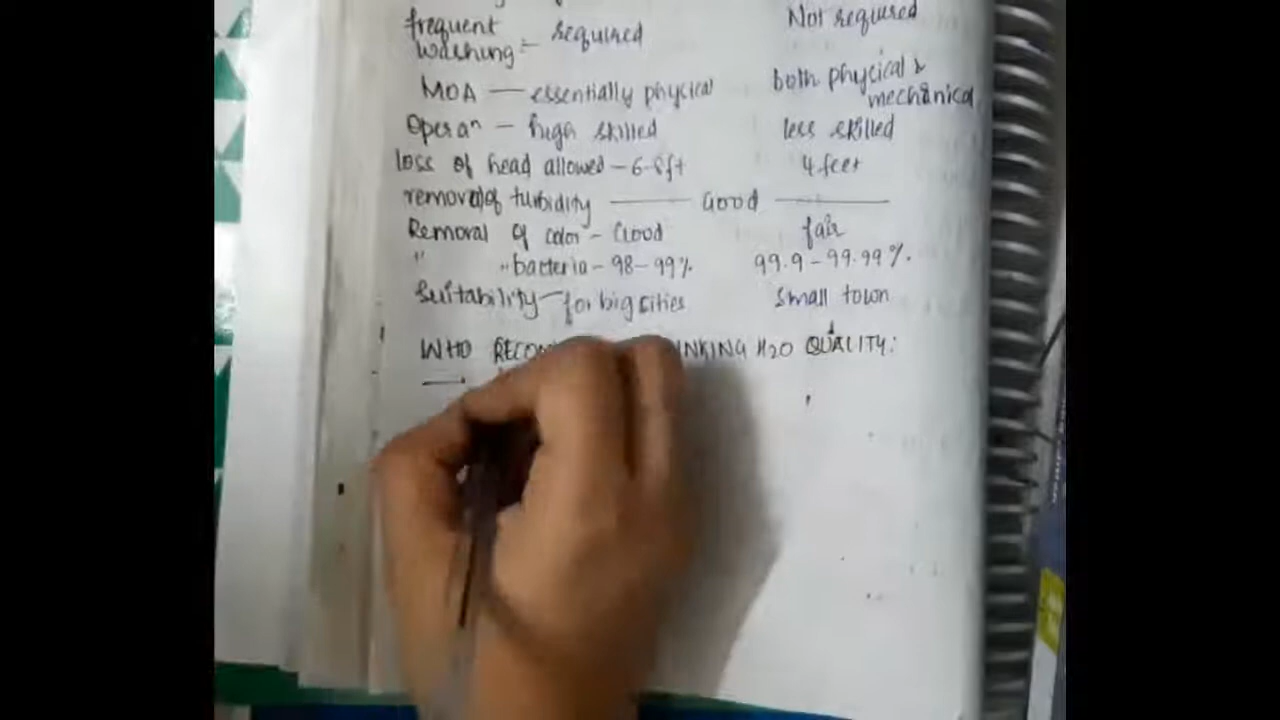 frequent washing :- required Not required
MOA — essentially physical both physical & mechanical
Operaⁿ — high skilled less skilled
loss of head allowed — 6-8ft 4 feet
removal of turbidity — Good —
Removal of color - Good fair
" " bacteria - 98-99% 99.9-99.99%.
Suitability - for big cities Small town
WHO H2O QUALITY: